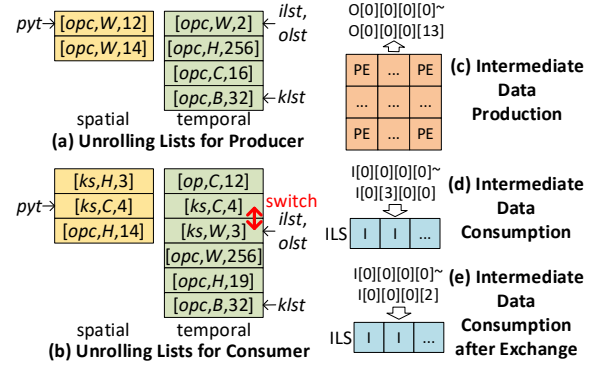 pyt→ [opc,W,12]
[opc,W,14]
spatial
[opc,W,2] ilst, olst
[opc,H,256]
[opc,C,16]
[opc,B,32] klst
temporal
(a) Unrolling Lists for Producer
O[0][0][0][0]~
O[0][0][0][13]
PE ... PE
... ... ...
PE ... PE
(c) Intermediate
Data
Production
[ks,H,3]
pyt→ [ks,C,4]
[opc,H,14]
spatial
[op,C,12]
[ks,C,4] switch
[ks,W,3] ilst, olst
[opc,W,256]
[opc,H,19]
[opc,B,32] klst
temporal
(b) Unrolling Lists for Consumer
I[0][0][0][0]~
I[0][3][0][0]
ILS I I ...
(d) Intermediate
Data
Consumption
I[0][0][0][0]~
I[0][0][0][2]
ILS I I ...
(e) Intermediate
Data
Consumption
after Exchange